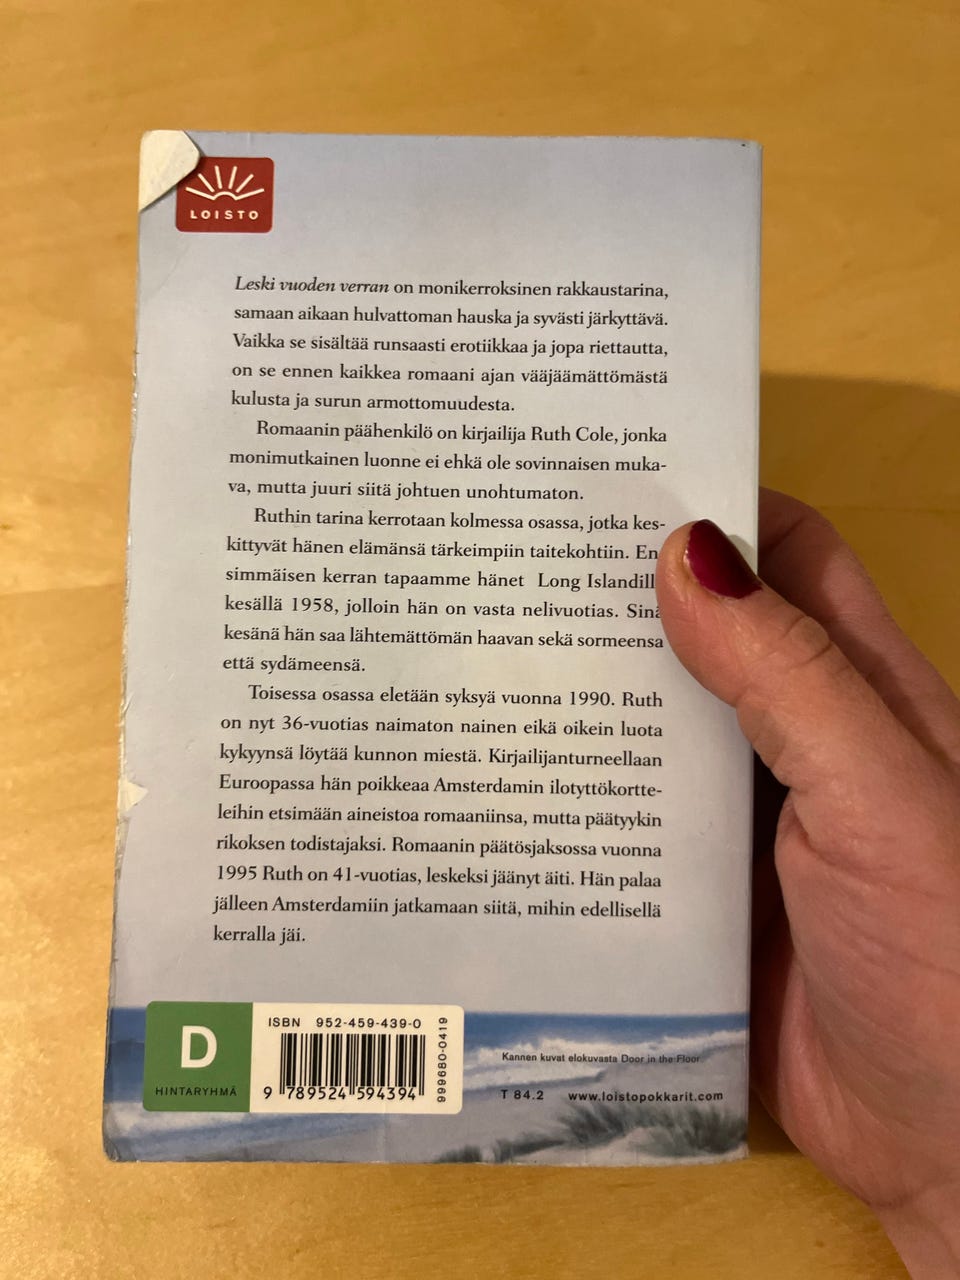 LOISTO
Leski vuoden verran on monikerroksinen rakkaustarina,
samaan aikaan hulvattoman hauska ja syvästi järkyttävä.
Vaikka se sisältää runsaasti erotiikkaa ja jopa riettautta,
on se ennen kaikkea romaani ajan vääjäämättömästä
kulusta ja surun armottomuudesta.
Romaanin päähenkilö on kirjailija Ruth Cole, jonka
monimutkainen luonne ei ehkä ole sovinnaisen muka-
va, mutta juuri siitä johtuen unohtumaton.
Ruthin tarina kerrotaan kolmessa osassa, jotka kes-
kittyvät hänen elämänsä tärkeimpiin taitekohtiin. En
simmäisen kerran tapaamme hänet Long Islandill
kesällä 1958, jolloin hän on vasta nelivuotias. Sinä
kesänä hän saa lähtemättömän haavan sekä sormeensa
että sydämeensä.
Toisessa osassa eletään syksyä vuonna 1990. Ruth
on nyt 36-vuotias naimaton nainen eikä oikein luota
kykyynsä löytää kunnon miestä. Kirjailijanturneellaan
Euroopassa hän poikkeaa Amsterdamin ilotyttökortte-
leihin etsimään aineistoa romaaniinsa, mutta päätyykin
rikoksen todistajaksi. Romaanin päätösjaksossa vuonna
1995 Ruth on 41-vuotias, leskeksi jäänyt äiti. Hän palaa
jälleen Amsterdamiin jatkamaan siitä, mihin edellisellä
kerralla jäi.
D
HINTARYHMÄ
ISBN 952-459-439-0
9 789524 594394
999680-0419
Kannen kuvat elokuvasta Door in the Floor
T 84.2 www.loistopokkarit.com